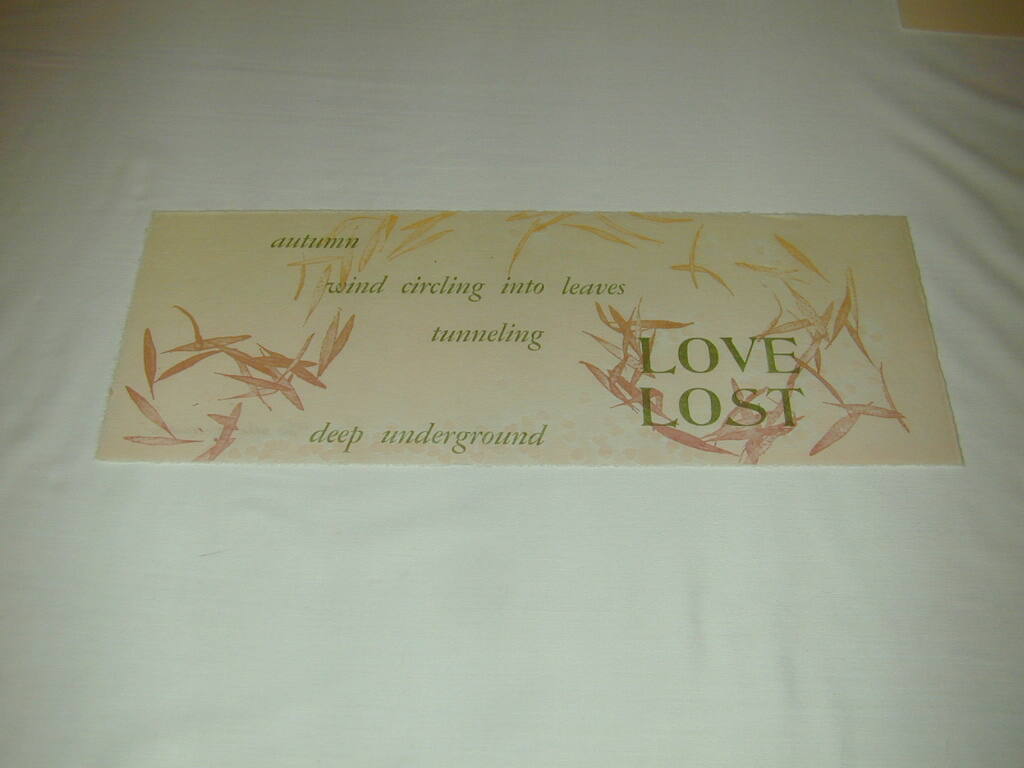 autumn
wind circling into leaves
tunneling
deep underground
LOVE
LOST